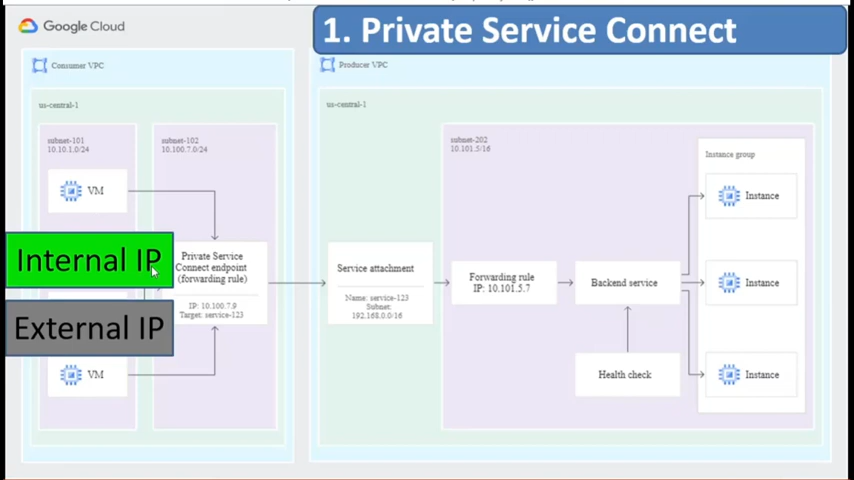 Google Cloud
1. Private Service Connect
Consumer VPC
us-central-1
subnet-101
10.10.1.0/24
VM
Internal IP
External IP
VM
subnet-102
10.100.7.0/24
Private Service
Connect endpoint
(forwarding rule)
IP: 10.100.7.9
Target: service-123
Producer VPC
us-central-1
Service attachment
Name: service-123
Subnet:
192.168.0.0/16
subnet-202
10.101.5/16
Forwarding rule
IP: 10.101.5.7
Backend service
Health check
Instance group
Instance
Instance
Instance